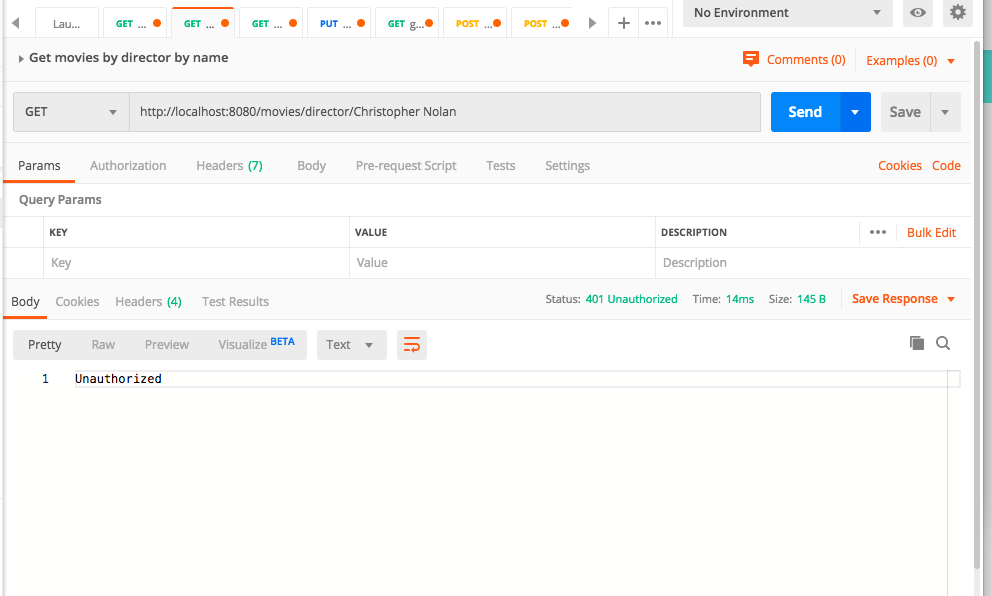 Lau... GET ... GET ... GET ... PUT ... GET g... POST ... POST ... + ••• No Environment
Get movies by director by name Comments (0) Examples (0)
GET http://localhost:8080/movies/director/Christopher Nolan Send Save
Params Authorization Headers (7) Body Pre-request Script Tests Settings Cookies Code
Query Params
KEY VALUE DESCRIPTION ••• Bulk Edit
Key Value Description
Body Cookies Headers (4) Test Results Status: 401 Unauthorized Time: 14ms Size: 145 B Save Response
Pretty Raw Preview Visualize BETA Text
1 Unauthorized